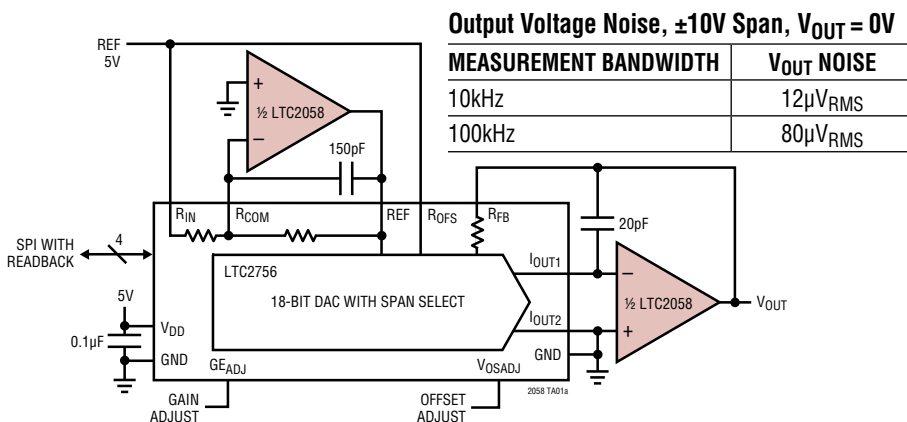 Output Voltage Noise, ±10V Span, VOUT = 0V
MEASUREMENT BANDWIDTH VOUT NOISE
10kHz 12µVRMS
100kHz 80µVRMS
REF
5V
+
½ LTC2058
–
150pF
RIN RCOM REF ROFS RFB
20pF
SPI WITH
READBACK
4
LTC2756
18-BIT DAC WITH SPAN SELECT
IOUT1
IOUT2
–
½ LTC2058
+
VOUT
5V
0.1µF
VDD
GND
GEADJ
VOSADJ
GND
2058 TA01a
GAIN
ADJUST
OFFSET
ADJUST